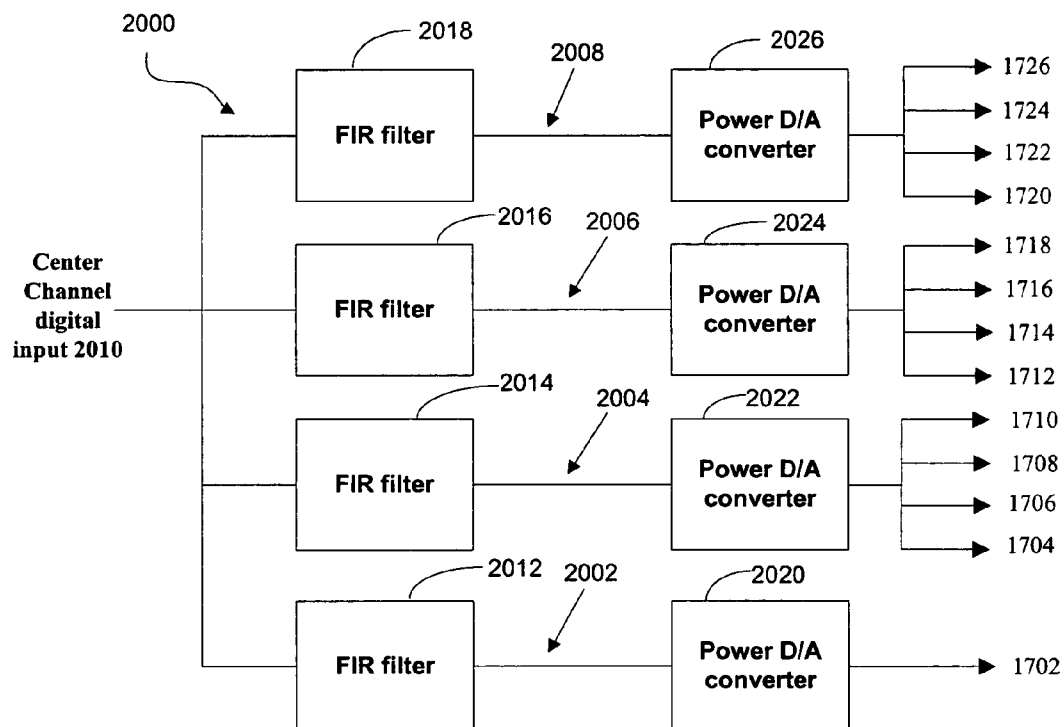 2000
2018
2008
2026
1726
FIR filter
Power D/A
converter
1724
1722
1720
2016
2006
2024
1718
Center
Channel
digital
input 2010
FIR filter
Power D/A
converter
1716
1714
1712
2014
2004
2022
1710
FIR filter
Power D/A
converter
1708
1706
1704
2012
2002
2020
FIR filter
Power D/A
converter
1702